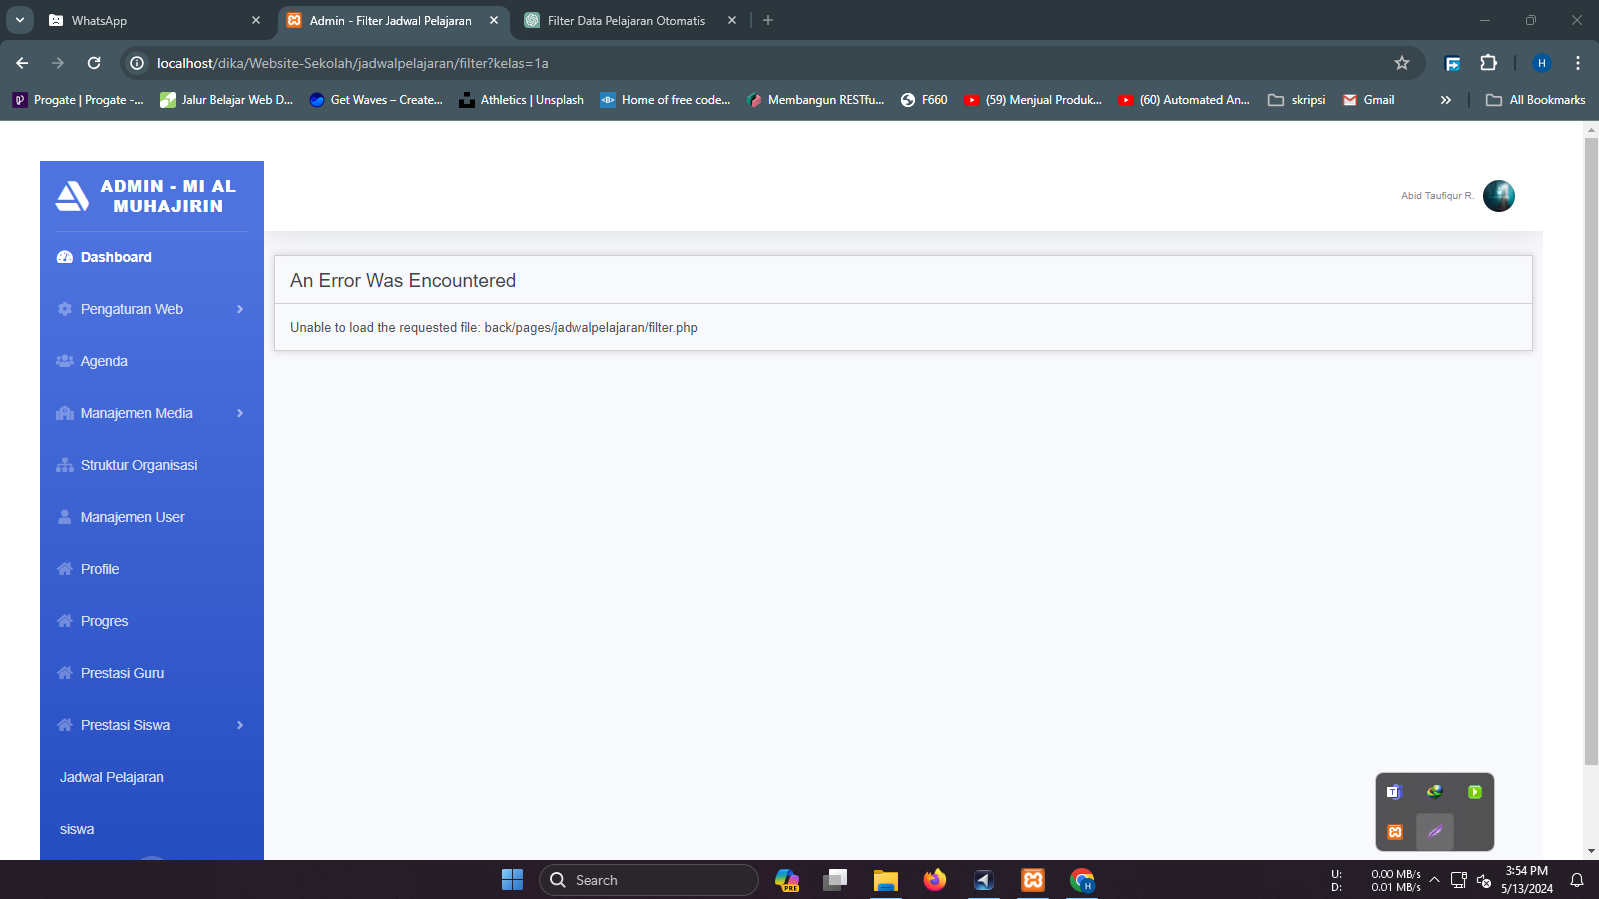 WhatsApp
Admin - Filter Jadwal Pelajaran
Filter Data Pelajaran Otomatis
localhost/dika/Website-Sekolah/jadwalpelajaran/filter?kelas=1a
H
Progate | Progate -...
Jalur Belajar Web D...
Get Waves – Create...
Athletics | Unsplash
Home of free code...
Membangun RESTfu...
F660
(59) Menjual Produk...
(60) Automated An...
skripsi
Gmail
All Bookmarks
ADMIN - MI AL
MUHAJIRIN
Abid Taufiqur R.
Dashboard
An Error Was Encountered
Pengaturan Web
Unable to load the requested file: back/pages/jadwalpelajaran/filter.php
Agenda
Manajemen Media
Struktur Organisasi
Manajemen User
Profile
Progres
Prestasi Guru
Prestasi Siswa
Jadwal Pelajaran
siswa
Search
PRE
H
U: 0.00 MB/s
D: 0.01 MB/s
3:54 PM
5/13/2024